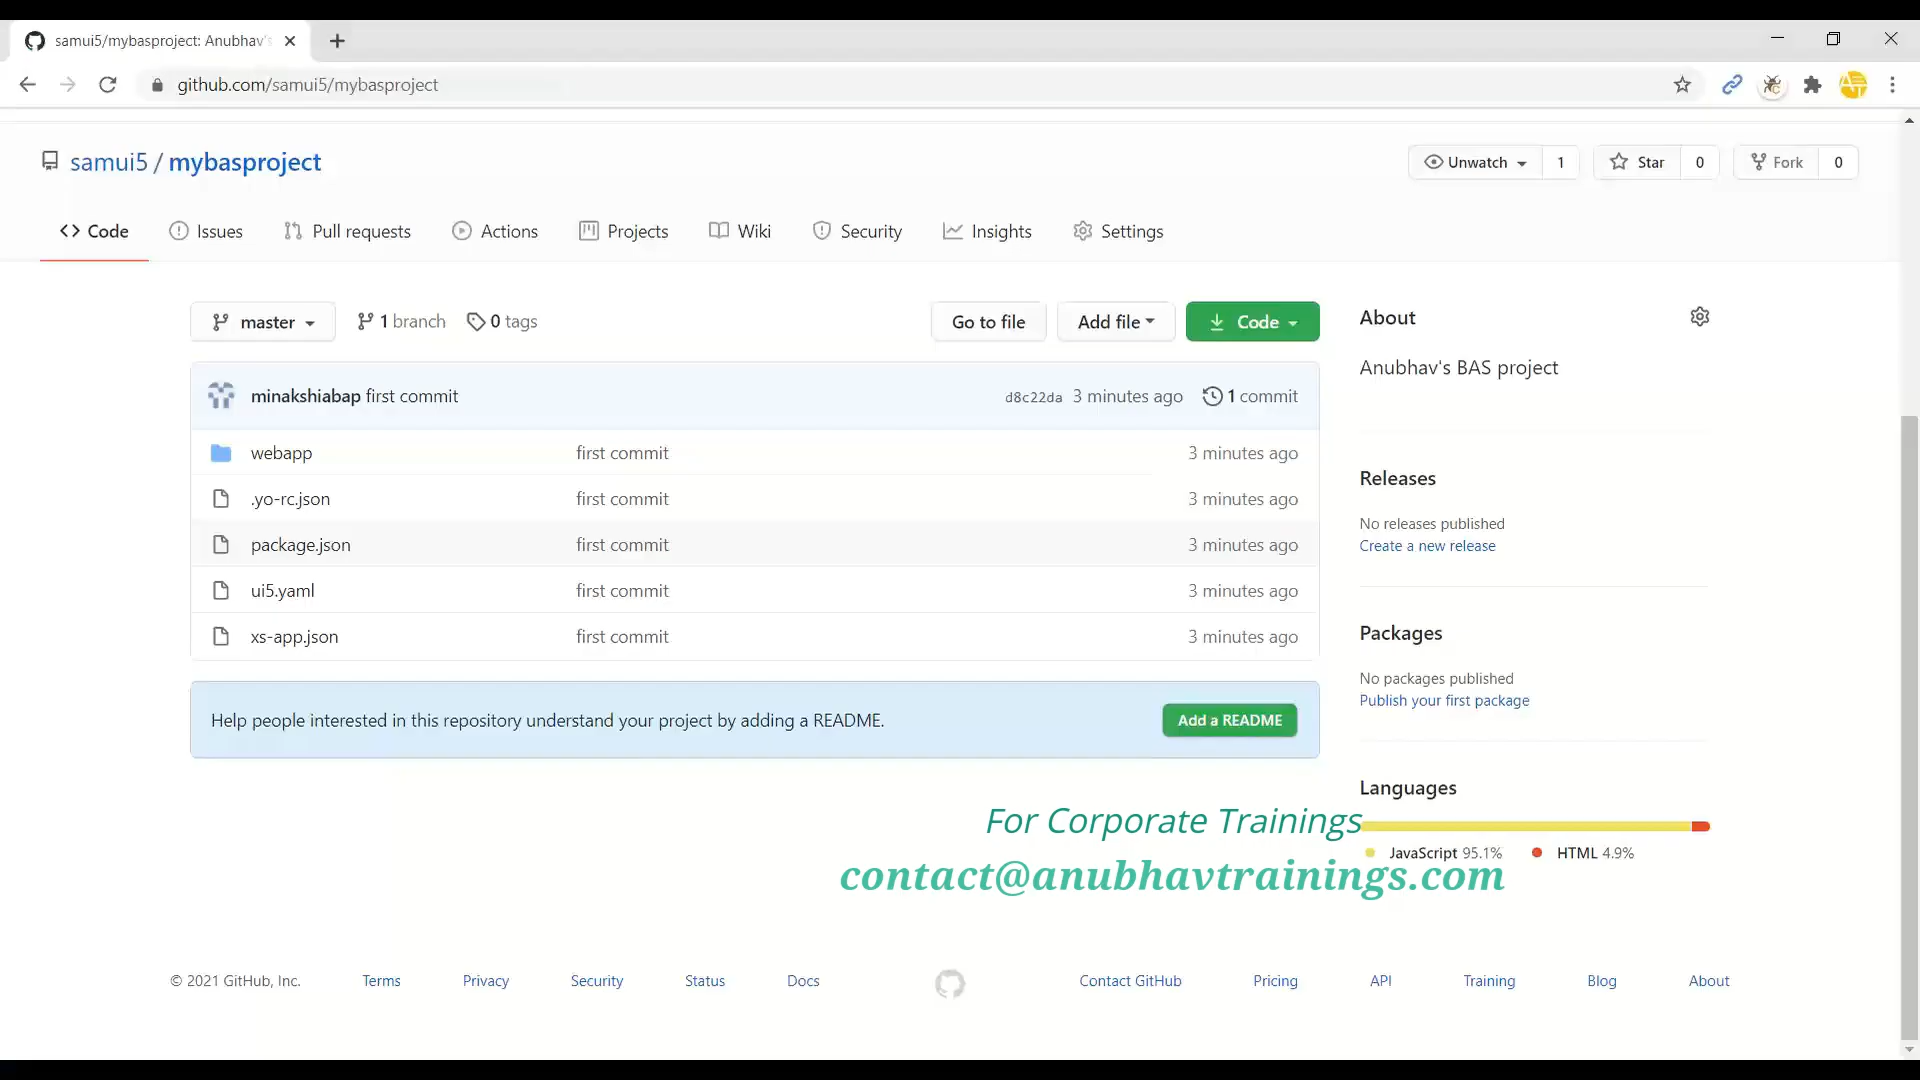 samui5/mybasproject: Anubhav's
github.com/samui5/mybasproject
samui5 / mybasproject
Unwatch 1 Star 0 Fork 0
Code Issues Pull requests Actions Projects Wiki Security Insights Settings
master 1 branch 0 tags Go to file Add file Code
minakshiabap first commit d8c22da 3 minutes ago 1 commit
webapp first commit 3 minutes ago
.yo-rc.json first commit 3 minutes ago
package.json first commit 3 minutes ago
ui5.yaml first commit 3 minutes ago
xs-app.json first commit 3 minutes ago
Help people interested in this repository understand your project by adding a README. Add a README
About
Anubhav's BAS project
Releases
No releases published
Create a new release
Packages
No packages published
Publish your first package
Languages
JavaScript 95.1% HTML 4.9%
For Corporate Trainings
contact@anubhavtrainings.com
© 2021 GitHub, Inc. Terms Privacy Security Status Docs Contact GitHub Pricing API Training Blog About